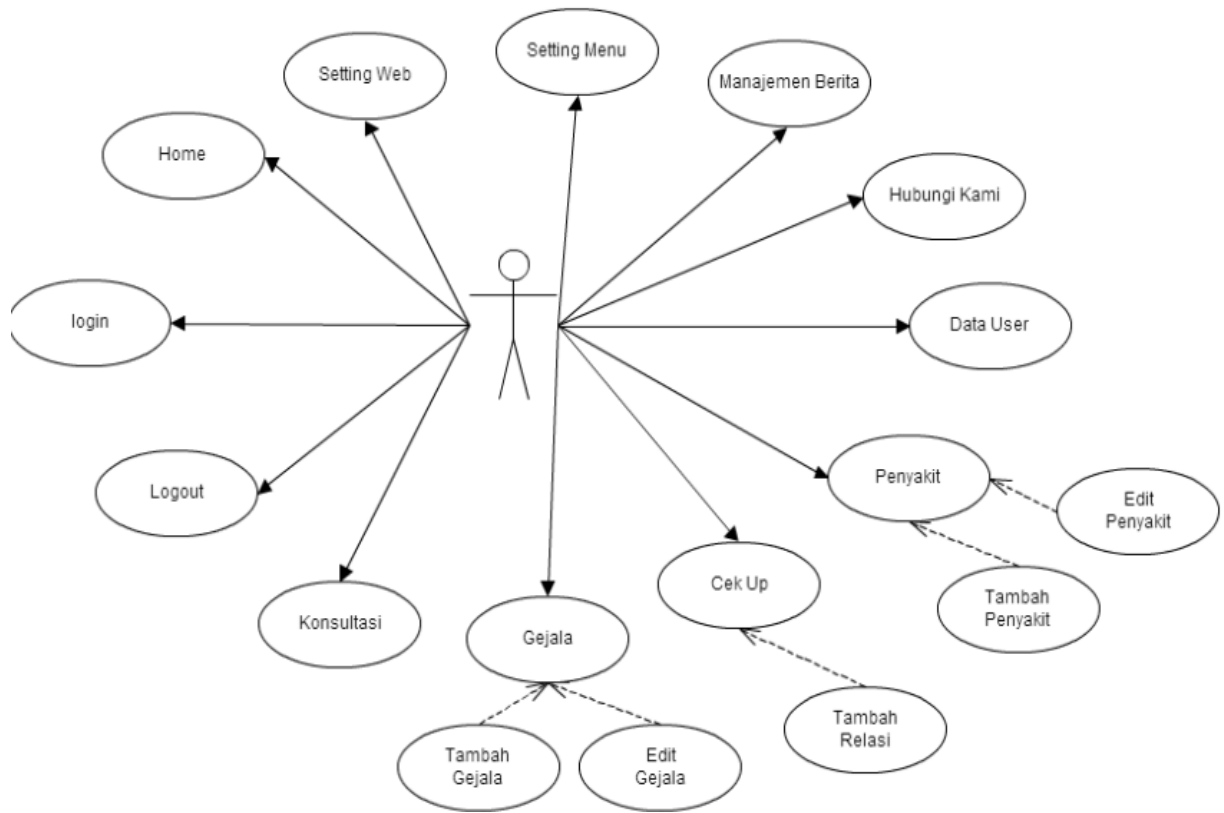 Setting Menu
Setting Web
Manajemen Berita
Home
Hubungi Kami
login
Data User
Logout
Penyakit
Edit
Penyakit
Cek Up
Tambah
Penyakit
Konsultasi
Gejala
Tambah
Relasi
Tambah
Gejala
Edit
Gejala